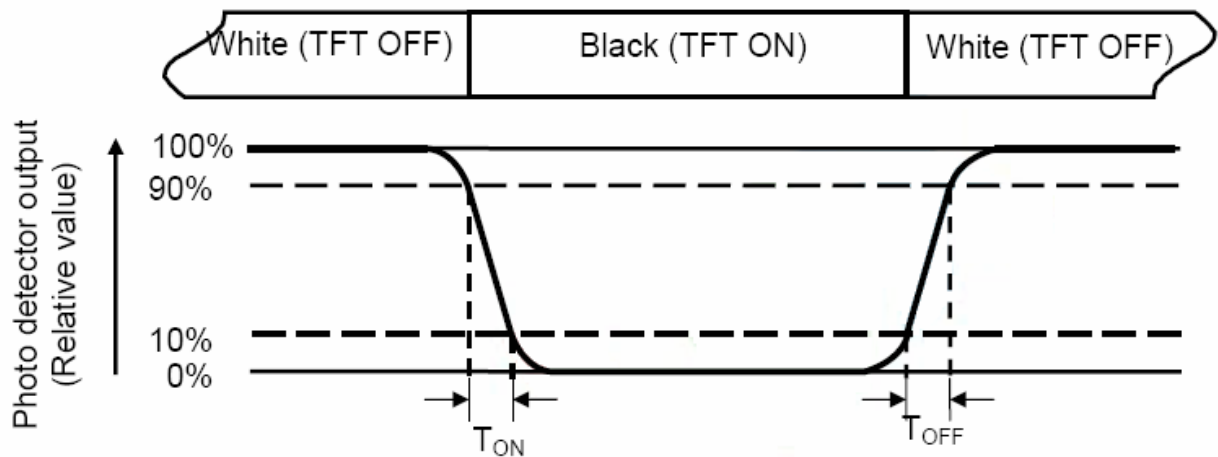 White (TFT OFF)
Black (TFT ON)
White (TFT OFF)
Photo detector output
(Relative value)
100%
90%
10%
0%
TON
TOFF